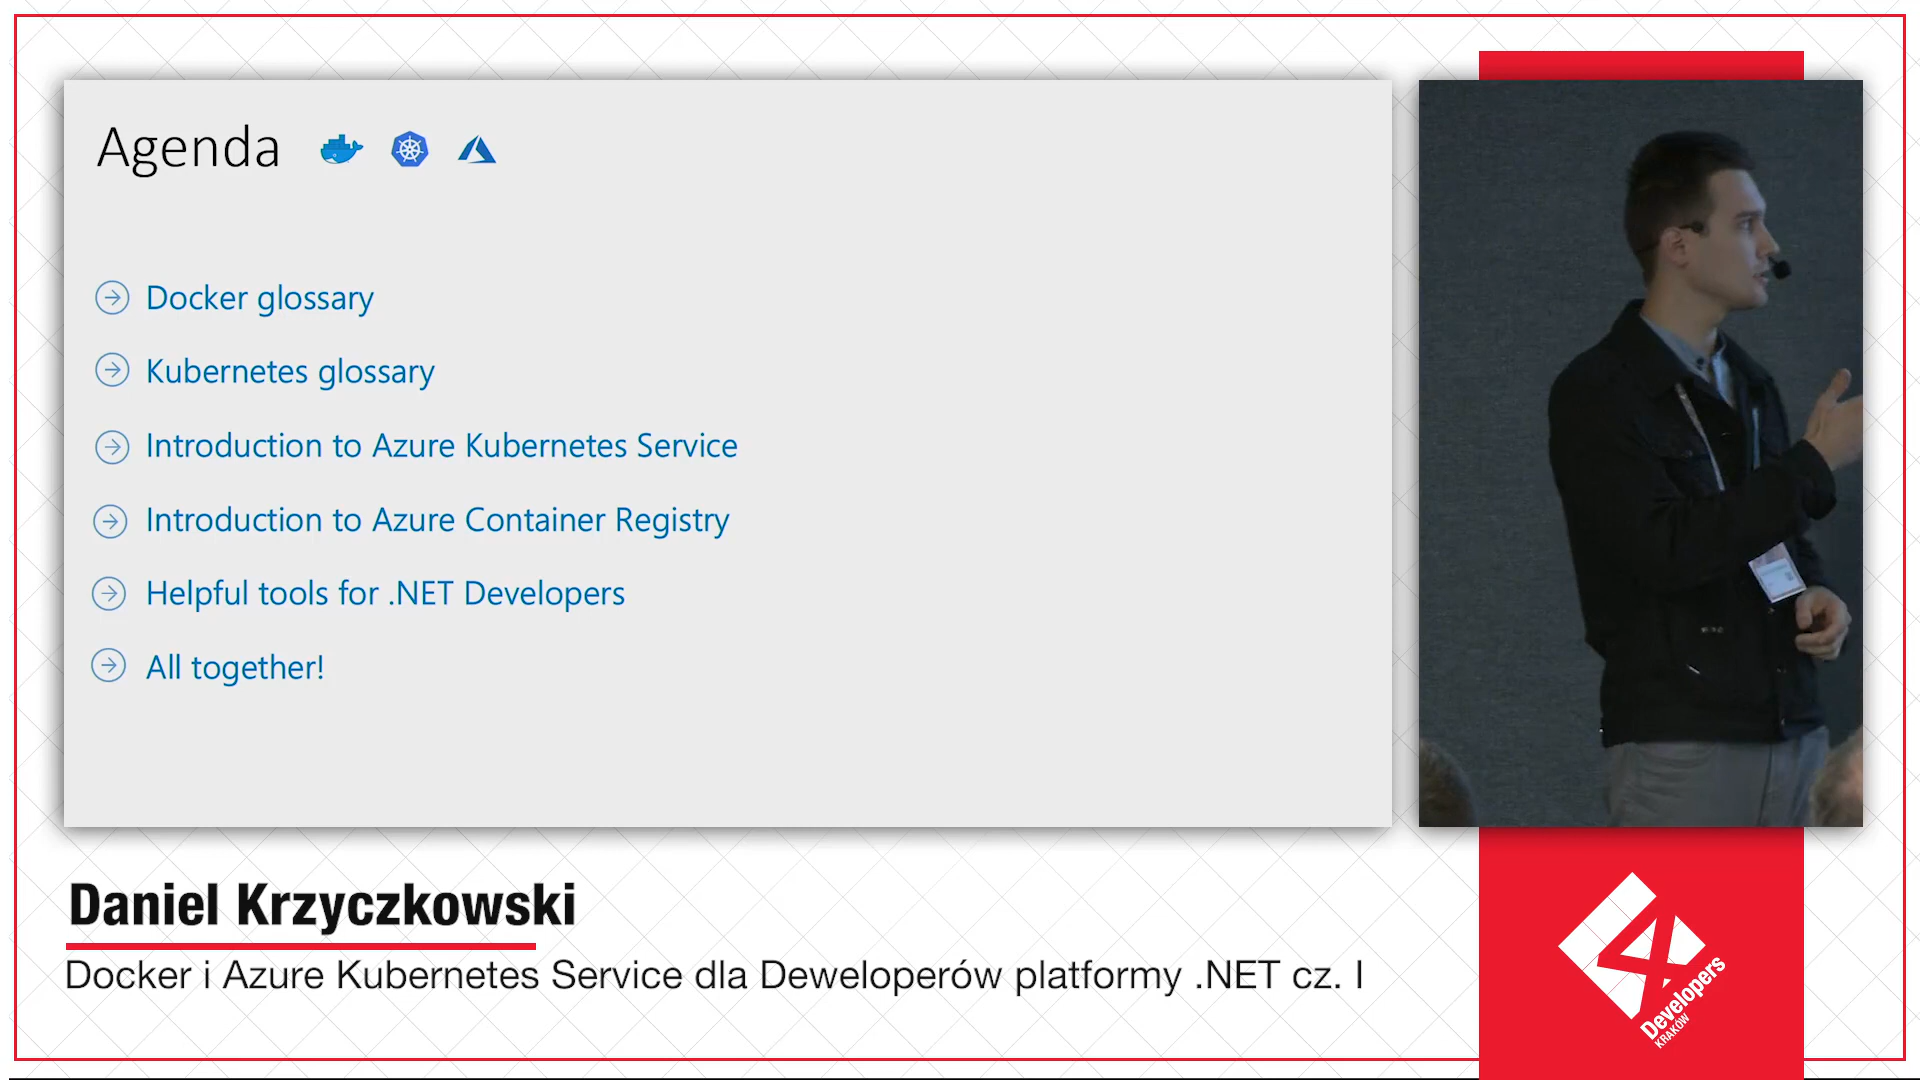 Agenda
Docker glossary
Kubernetes glossary
Introduction to Azure Kubernetes Service
Introduction to Azure Container Registry
Helpful tools for .NET Developers
All together!
Daniel Krzyczkowski
Docker i Azure Kubernetes Service dla Deweloperów platformy .NET cz. I
4
Developers
KRAKÓW